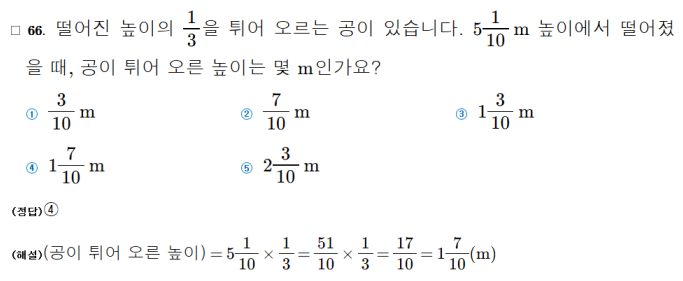 □ 66. 떨어진 높이의 1/3을 튀어 오르는 공이 있습니다. 5 1/10 m 높이에서 떨어졌
을 때, 공이 튀어 오른 높이는 몇 m인가요?
① 3/10 m ② 7/10 m ③ 1 3/10 m
④ 1 7/10 m ⑤ 2 3/10 m
(정답)④
(해설)(공이 튀어 오른 높이) = 5 1/10 × 1/3 = 51/10 × 1/3 = 17/10 = 1 7/10 (m)